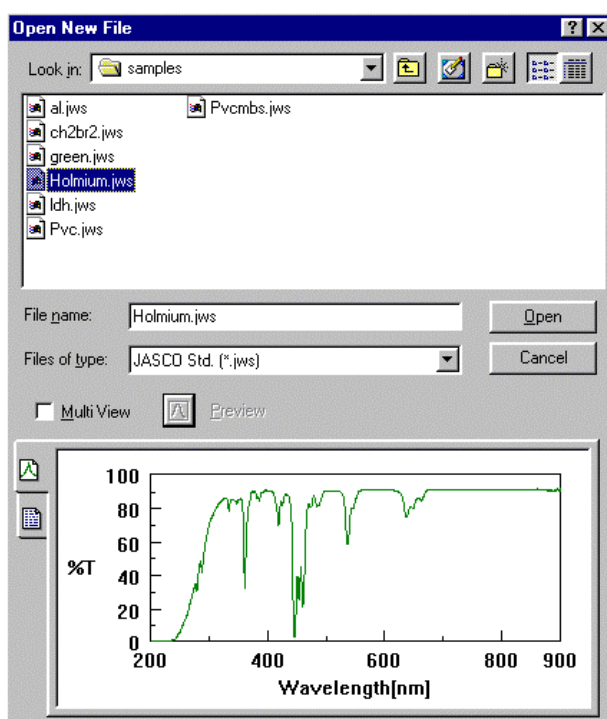 Open New File
Look in: samples
al.jws
ch2br2.jws
green.jws
Holmium.jws
ldh.jws
Pvc.jws
Pvcmbs.jws
File name: Holmium.jws Open
Files of type: JASCO Std. (*.jws) Cancel
Multi View Preview
100
80
60
%T
40
20
0
200 400 600 800 900
Wavelength[nm]